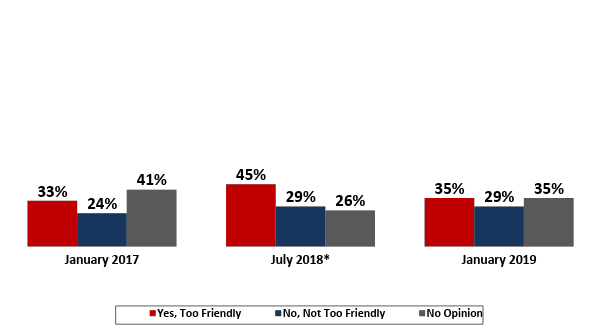 33% 24% 41% 45% 29% 26% 35% 29% 35%
January 2017 July 2018* January 2019
Yes, Too Friendly No, Not Too Friendly No Opinion